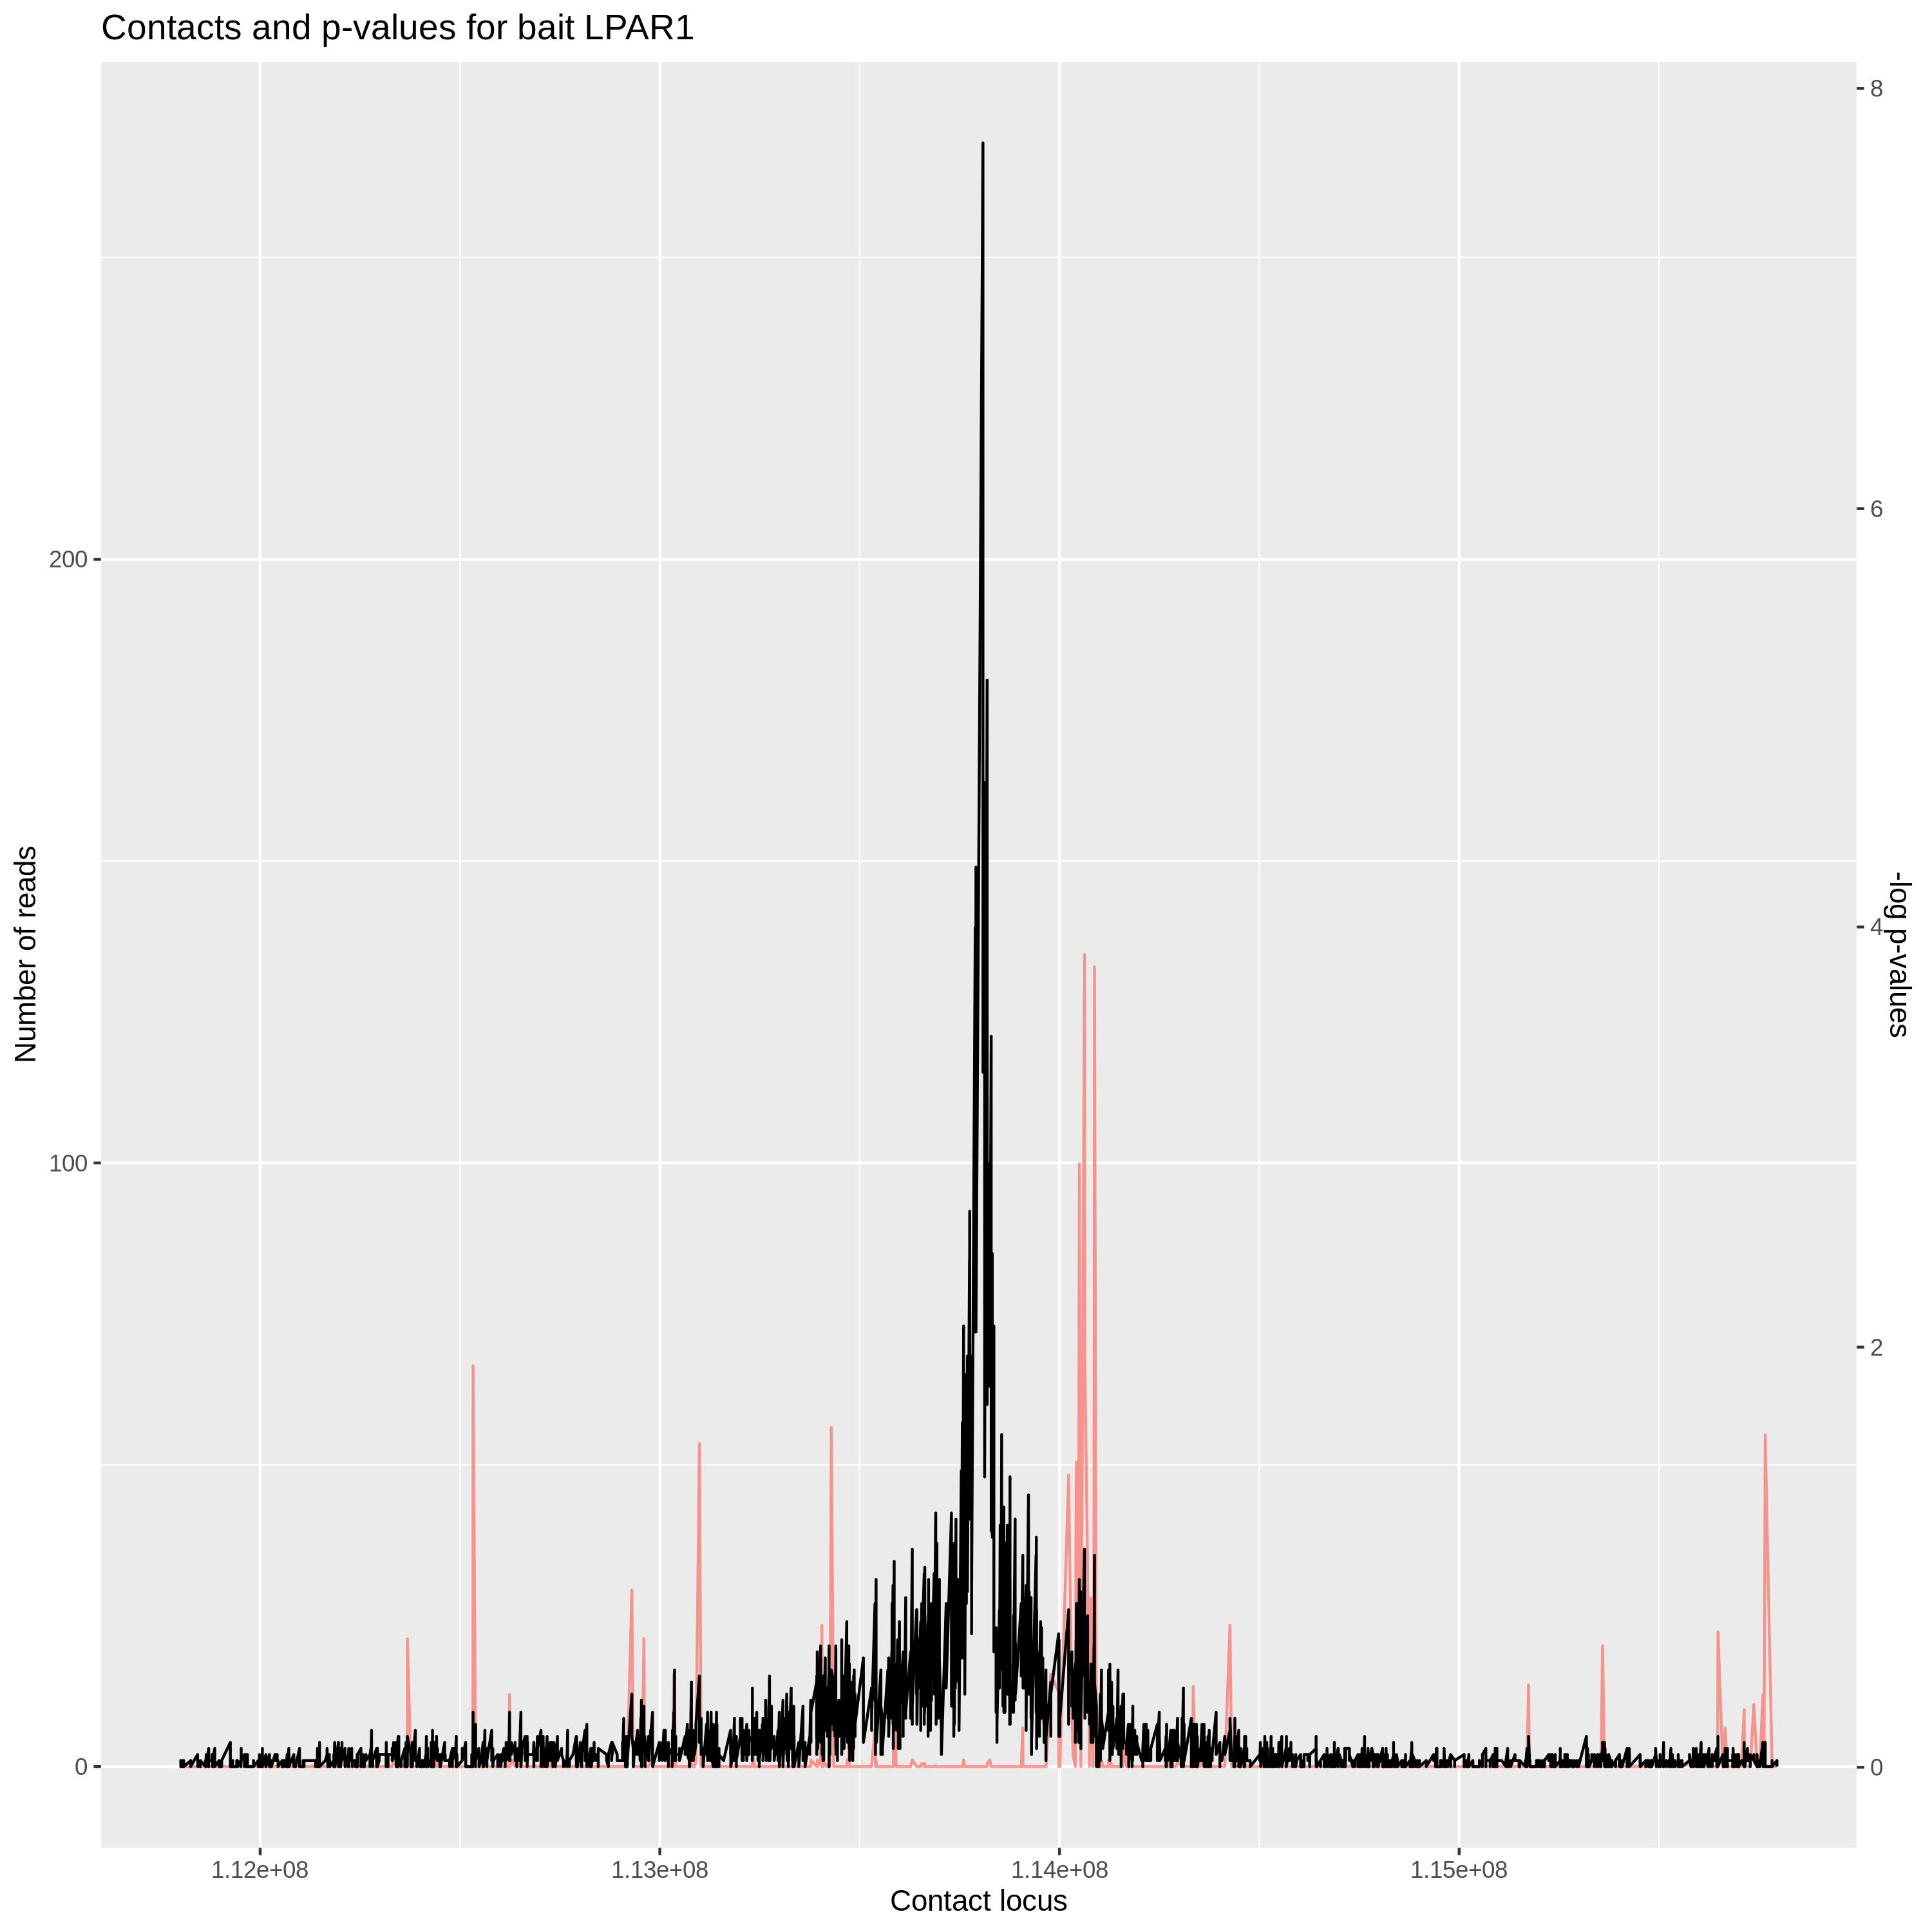 Contacts and p-values for bait LPAR1
8
6
200
4
Number of reads
-log p-values
100
2
0
0
1.12e+08 1.13e+08 1.14e+08 1.15e+08
Contact locus